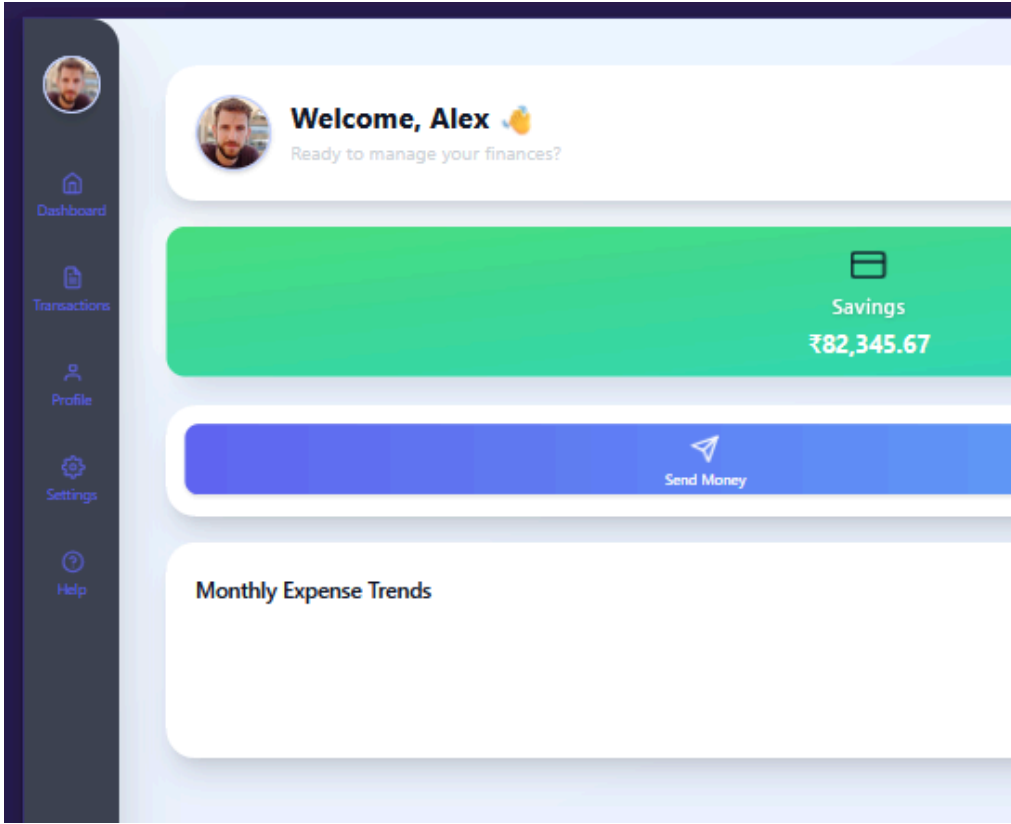 Welcome, Alex 👋
Ready to manage your finances?
Dashboard
Transactions
Profile
Settings
Help
Savings
₹82,345.67
Send Money
Monthly Expense Trends